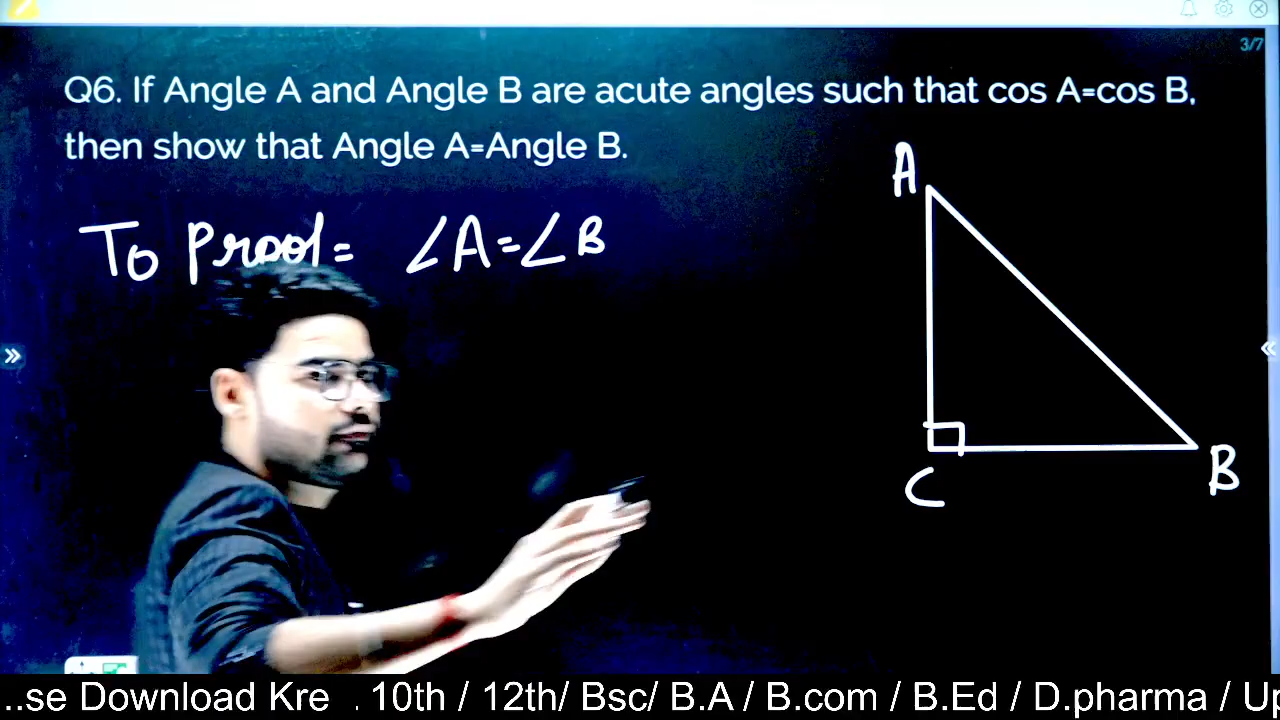 3/7
Q6. If Angle A and Angle B are acute angles such that cos A=cos B,
then show that Angle A=Angle B.
To Proof= ∠A=∠B
A
C
B
..se Download Kre . 10th / 12th/ Bsc/ B.A / B.com / B.Ed / D.pharma / Up